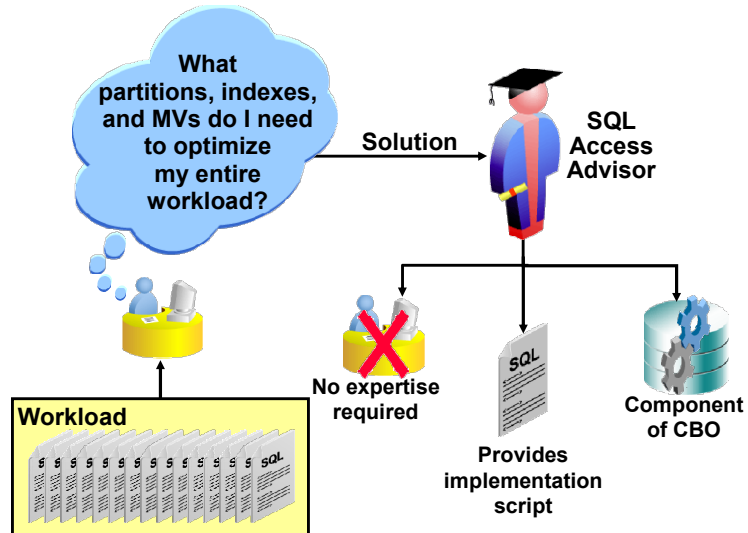 What
partitions, indexes,
and MVs do I need
to optimize
my entire
workload?
Solution
SQL
Access
Advisor
No expertise
required
SQL
Provides
implementation
script
Component
of CBO
Workload
SQL